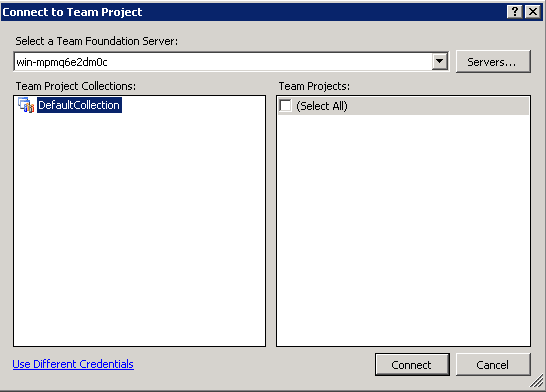 Connect to Team Project
Select a Team Foundation Server:
win-mpmq6e2dm0c
Servers...
Team Project Collections:
Team Projects:
DefaultCollection
(Select All)
Use Different Credentials
Connect
Cancel